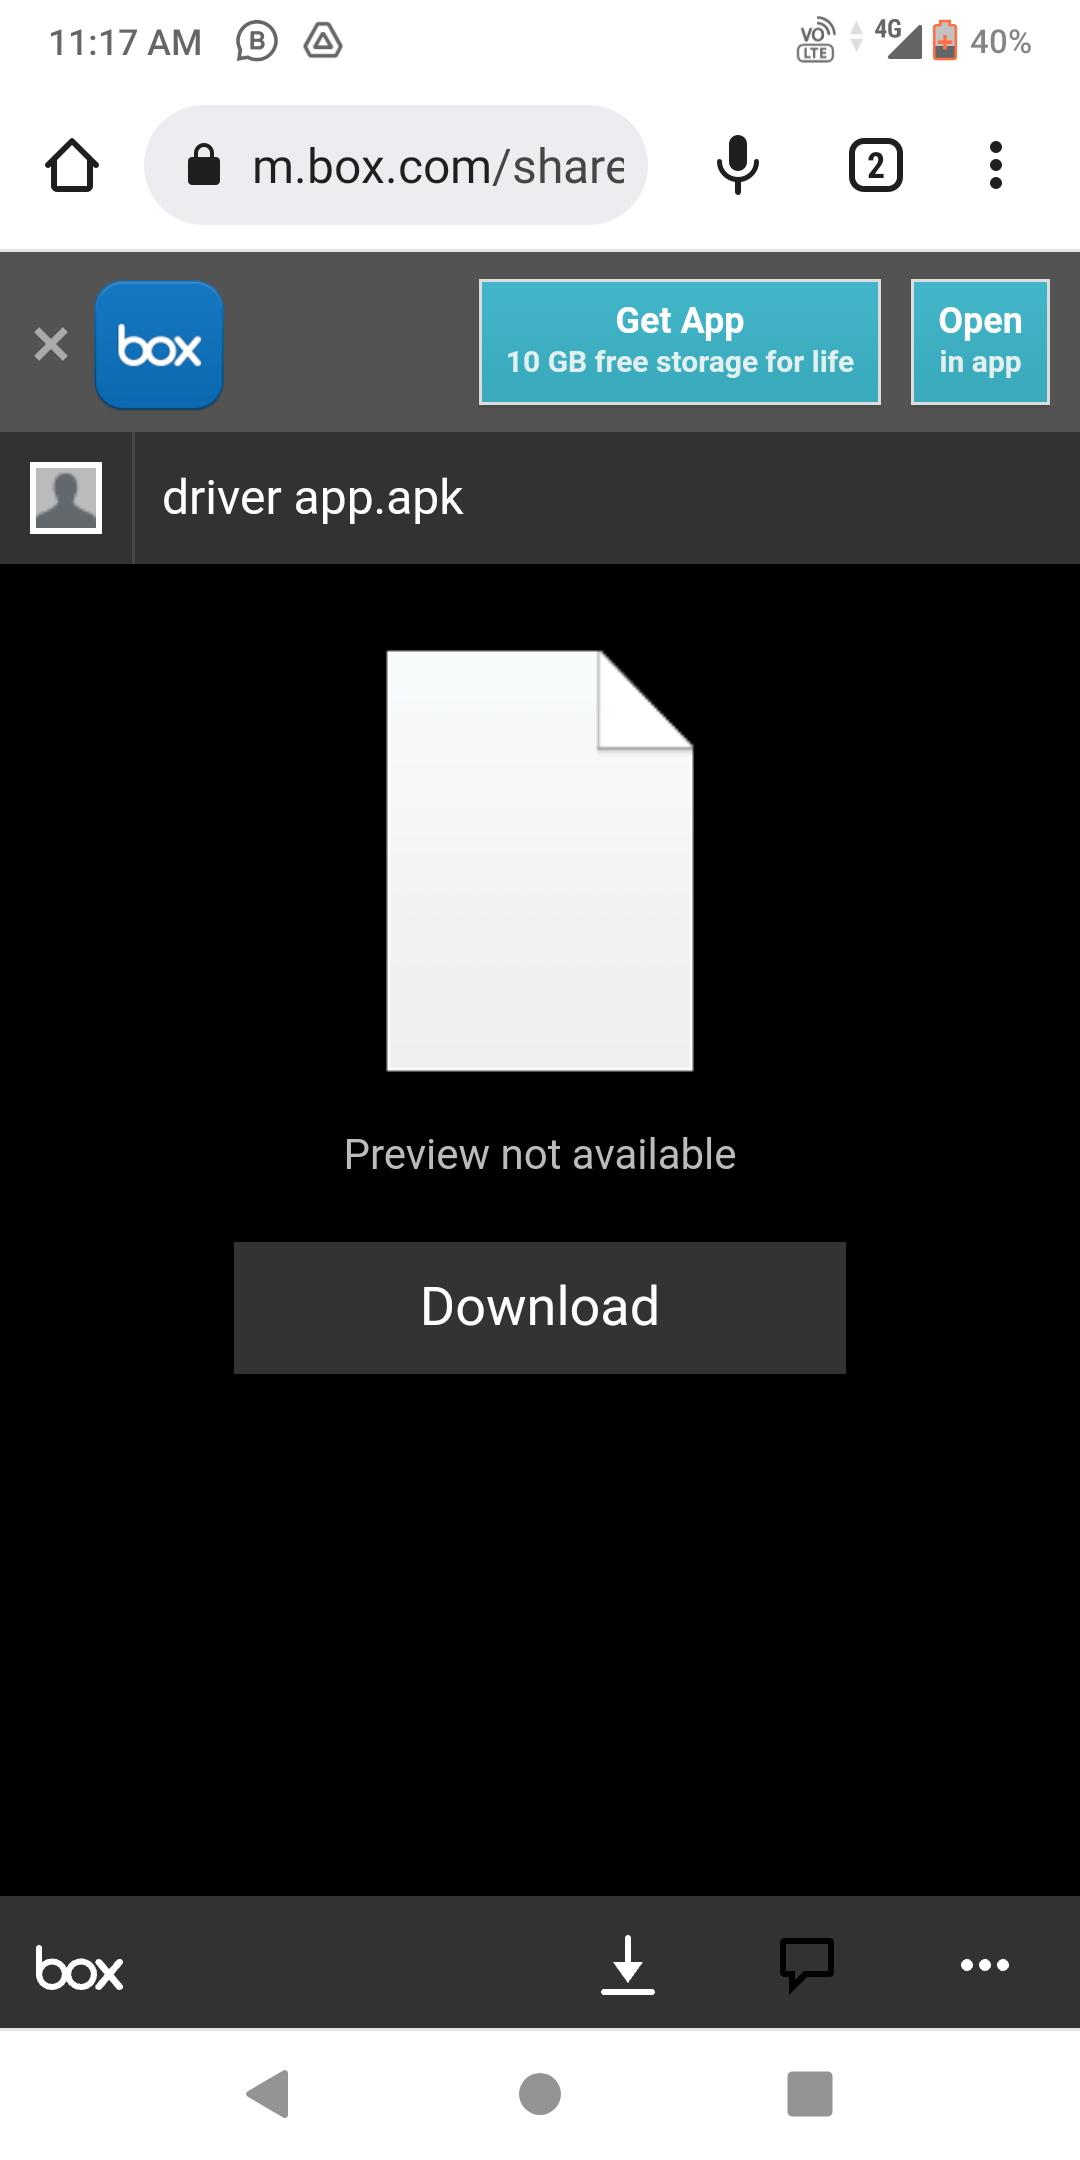 11:17 AM B VO LTE 4G 40%
m.box.com/share 2
box
Get App
10 GB free storage for life
Open
in app
driver app.apk
Preview not available
Download
box